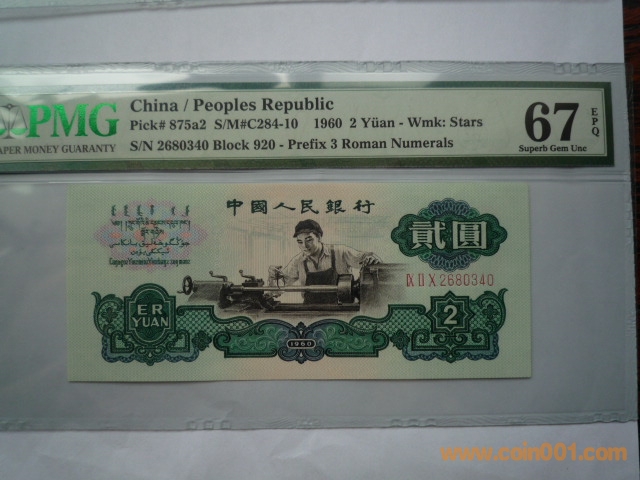 PMG
PAPER MONEY GUARANTY
China / Peoples Republic
Pick# 875a2 S/M#C284-10 1960 2 Yüan - Wmk: Stars
S/N 2680340 Block 920 - Prefix 3 Roman Numerals
67 EPQ
Superb Gem Unc
中國人民銀行
貳圓
IX II X 2680340
ER
YUAN
1960
2
www.coin001.com